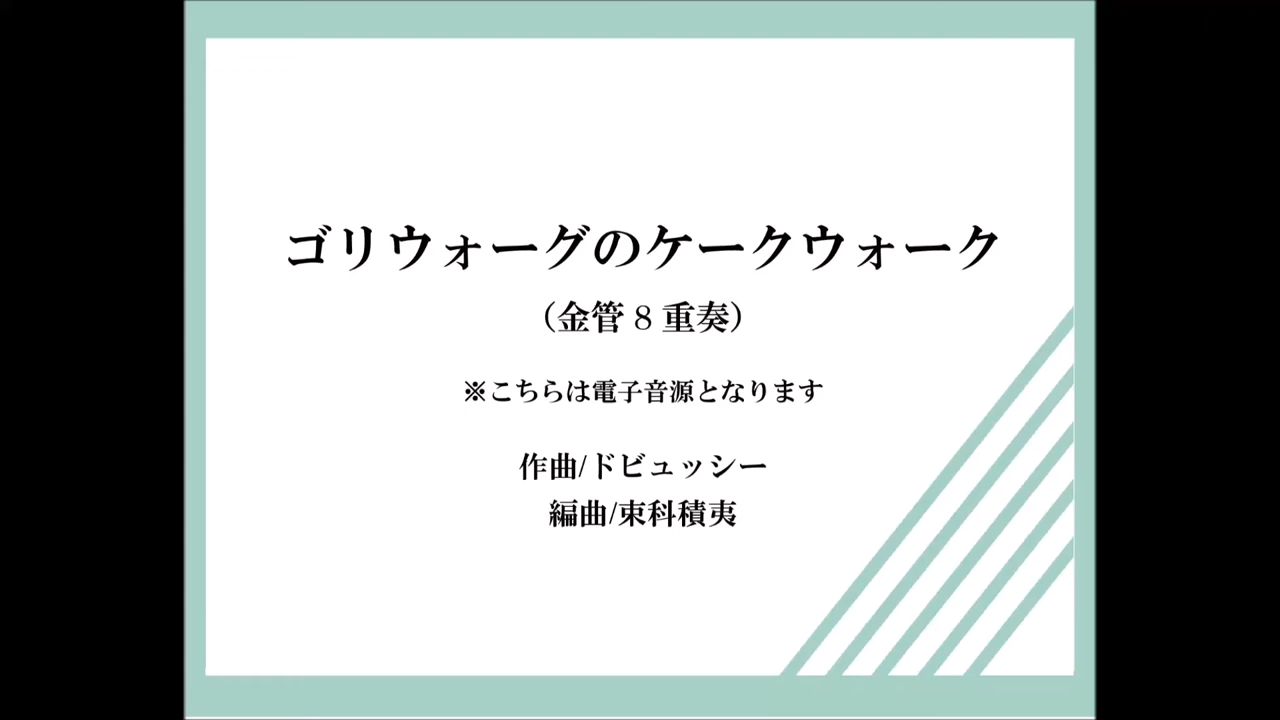 ゴリウォーグのケークウォーク
（金管８重奏）
※こちらは電子音源となります
作曲/ドビュッシー
編曲/束科積夷